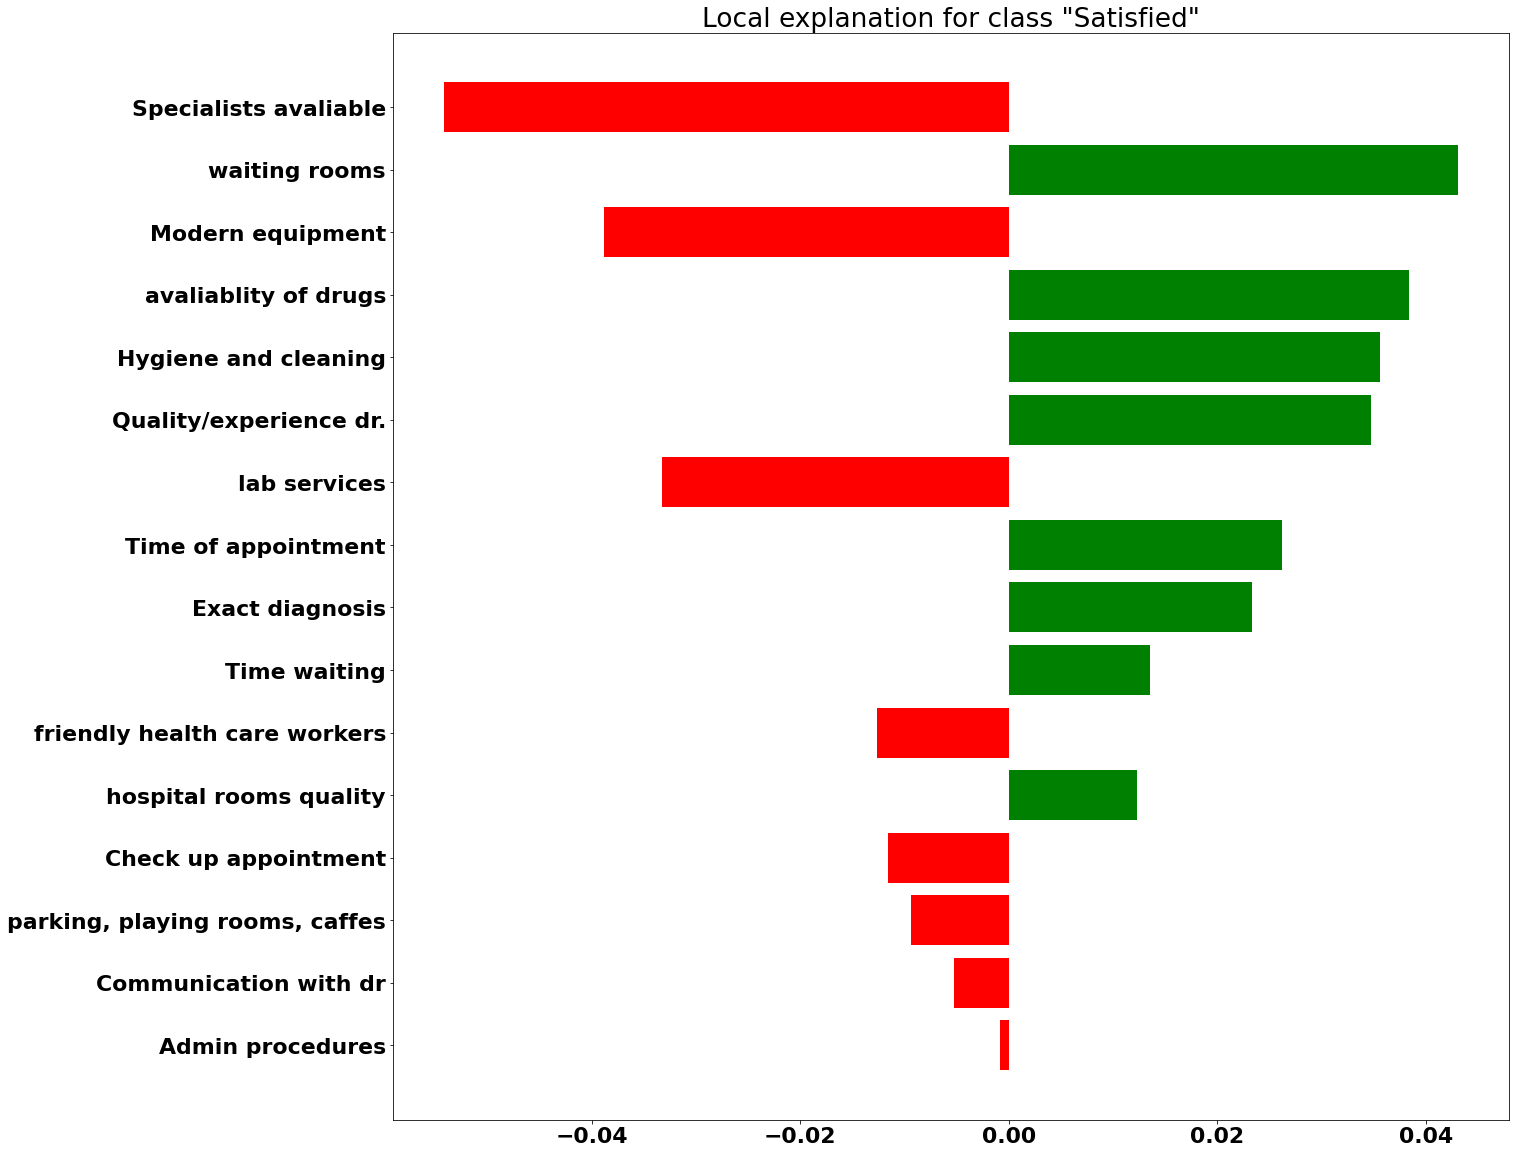 Local explanation for class "Satisfied"
Specialists avaliable
waiting rooms
Modern equipment
avaliablity of drugs
Hygiene and cleaning
Quality/experience dr.
lab services
Time of appointment
Exact diagnosis
Time waiting
friendly health care workers
hospital rooms quality
Check up appointment
parking, playing rooms, caffes
Communication with dr
Admin procedures
−0.04 −0.02 0.00 0.02 0.04